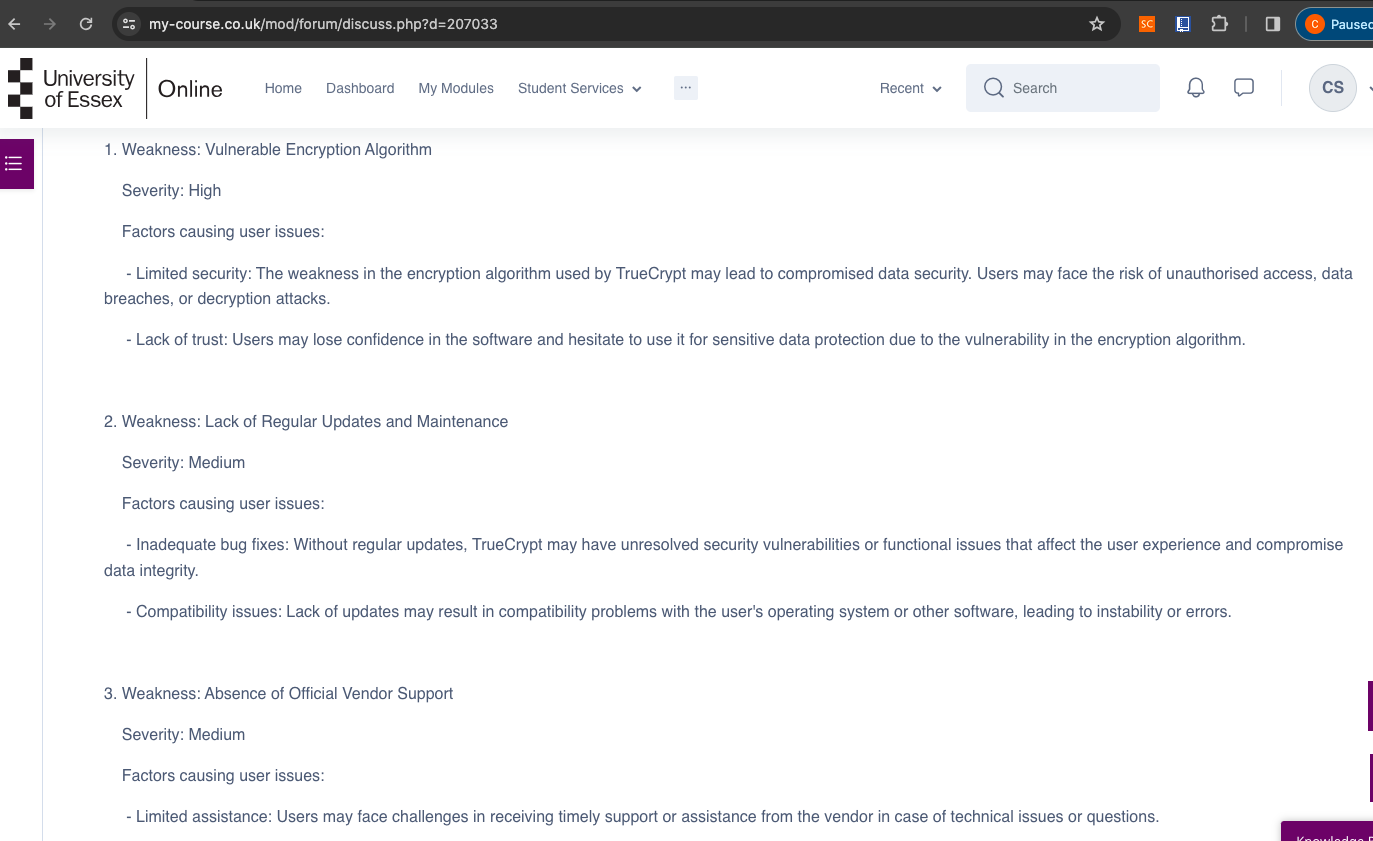 my-course.co.uk/mod/forum/discuss.php?d=207033
SC
C
Paused
University
of Essex
Online
Home
Dashboard
My Modules
Student Services
...
Recent
Search
CS
1. Weakness: Vulnerable Encryption Algorithm
Severity: High
Factors causing user issues:
- Limited security: The weakness in the encryption algorithm used by TrueCrypt may lead to compromised data security. Users may face the risk of unauthorised access, data
breaches, or decryption attacks.
- Lack of trust: Users may lose confidence in the software and hesitate to use it for sensitive data protection due to the vulnerability in the encryption algorithm.
2. Weakness: Lack of Regular Updates and Maintenance
Severity: Medium
Factors causing user issues:
- Inadequate bug fixes: Without regular updates, TrueCrypt may have unresolved security vulnerabilities or functional issues that affect the user experience and compromise
data integrity.
- Compatibility issues: Lack of updates may result in compatibility problems with the user's operating system or other software, leading to instability or errors.
3. Weakness: Absence of Official Vendor Support
Severity: Medium
Factors causing user issues:
- Limited assistance: Users may face challenges in receiving timely support or assistance from the vendor in case of technical issues or questions.
Knowledge